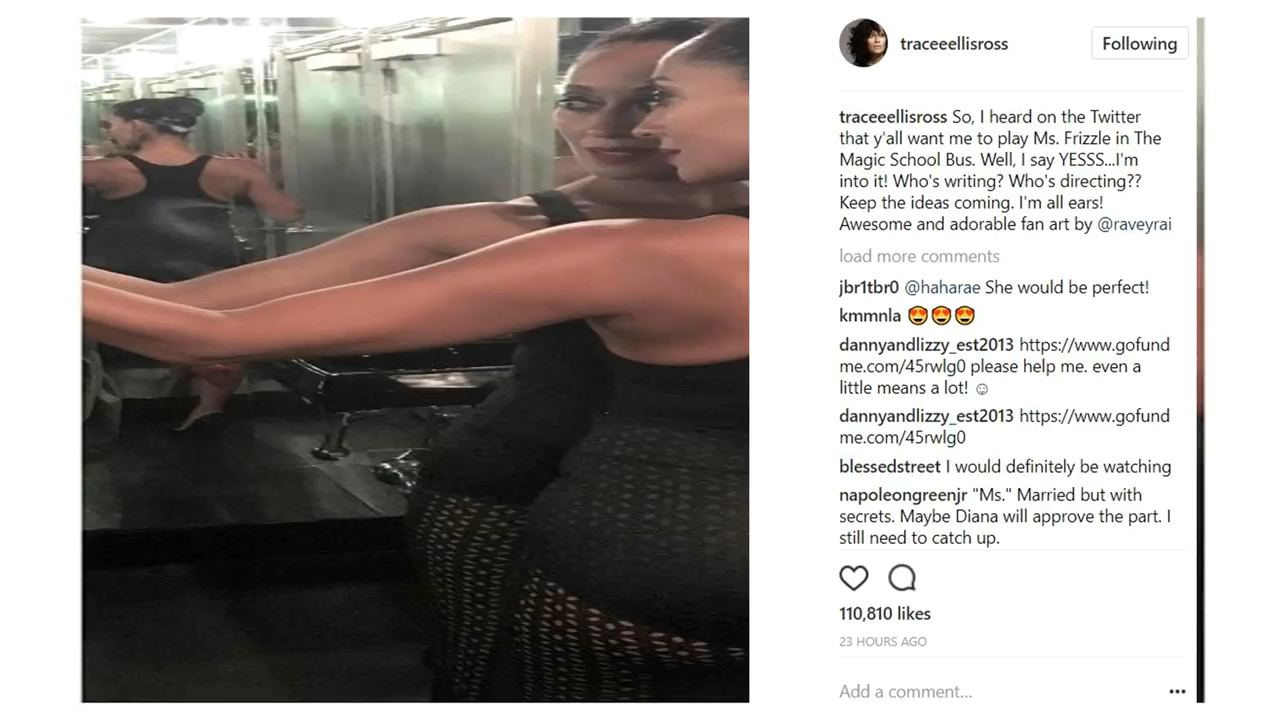 traceeellisross
Following
traceeellisross So, I heard on the Twitter
that y'all want me to play Ms. Frizzle in The
Magic School Bus. Well, I say YESSS...I'm
into it! Who's writing? Who's directing??
Keep the ideas coming. I'm all ears!
Awesome and adorable fan art by @raveyrai
load more comments
jbr1tbr0 @haharae She would be perfect!
kmmnla 😍😍😍
dannyandlizzy_est2013 https://www.gofund
me.com/45rwlg0 please help me. even a
little means a lot! ☺
dannyandlizzy_est2013 https://www.gofund
me.com/45rwlg0
blessedstreet I would definitely be watching
napoleongreenjr "Ms." Married but with
secrets. Maybe Diana will approve the part. I
still need to catch up.
110,810 likes
23 HOURS AGO
Add a comment...